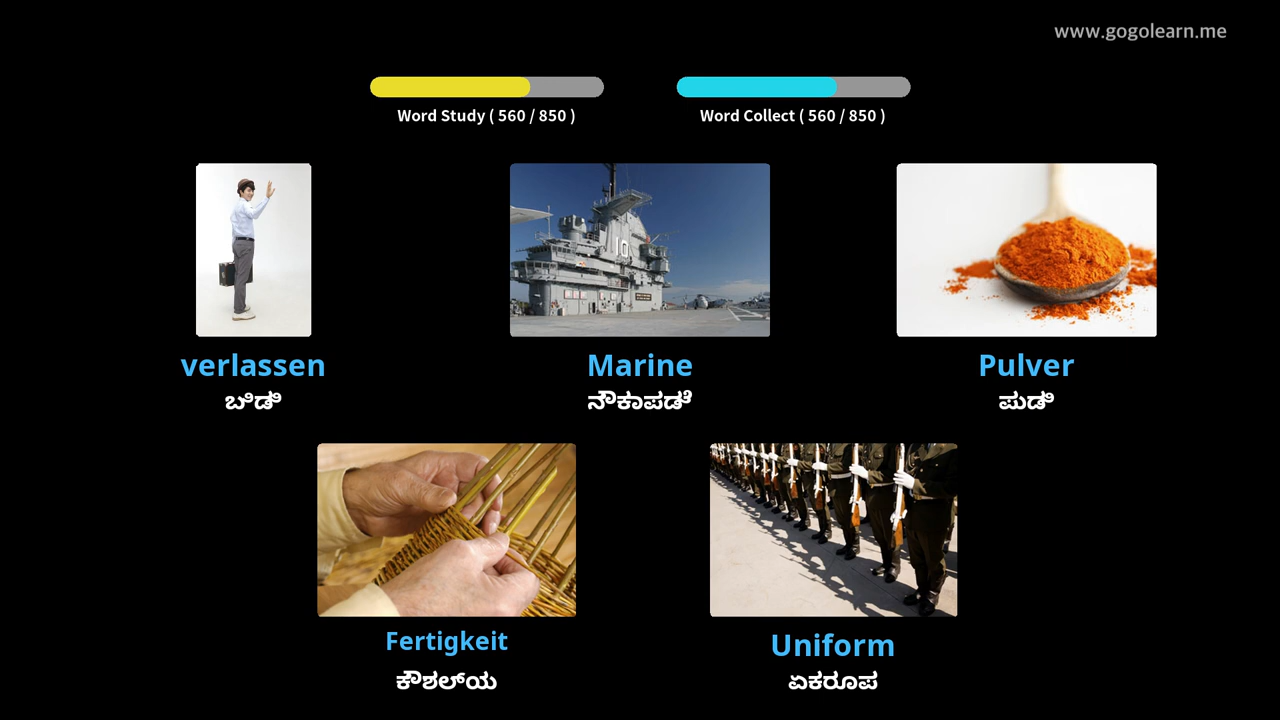 www.gogolearn.me
Word Study ( 560 / 850 )
Word Collect ( 560 / 850 )
verlassen
ಬಿಡಿ
Marine
ನೌಕಾಪಡೆ
Pulver
ಪುಡಿ
Fertigkeit
ಕೌಶಲ್ಯ
Uniform
ಏಕರೂಪ